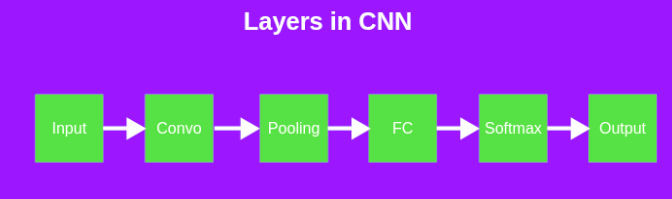 Layers in CNN
Input
Convo
Pooling
FC
Softmax
Output